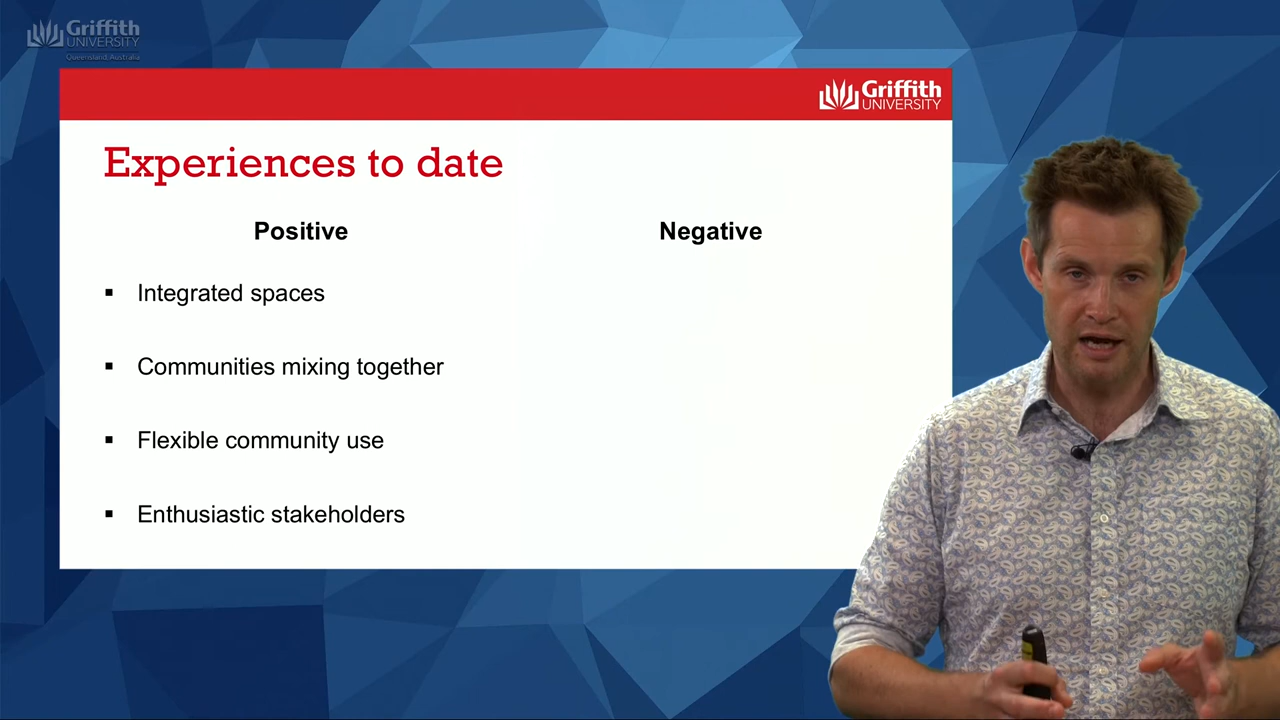 Griffith
UNIVERSITY
Queensland, Australia
Griffith
UNIVERSITY
Experiences to date
Positive
Negative
▪ Integrated spaces
▪ Communities mixing together
▪ Flexible community use
▪ Enthusiastic stakeholders